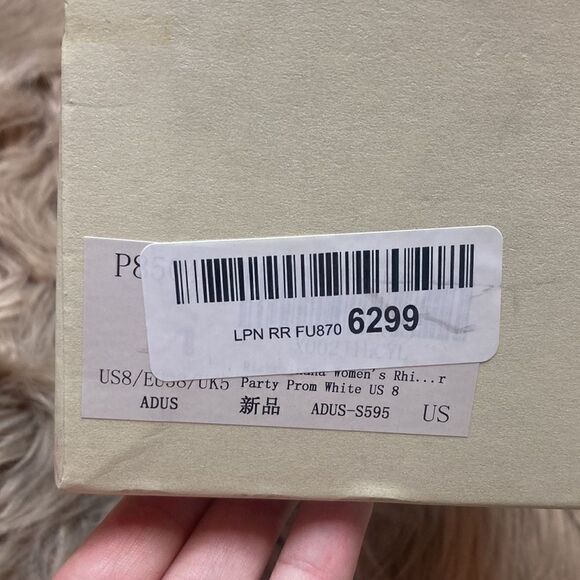 LPN RR FU870 6299
US8/EU38/UK5
Women's Rhi...r
Party Prom White US 8
ADUS 新品 ADUS-S595 US